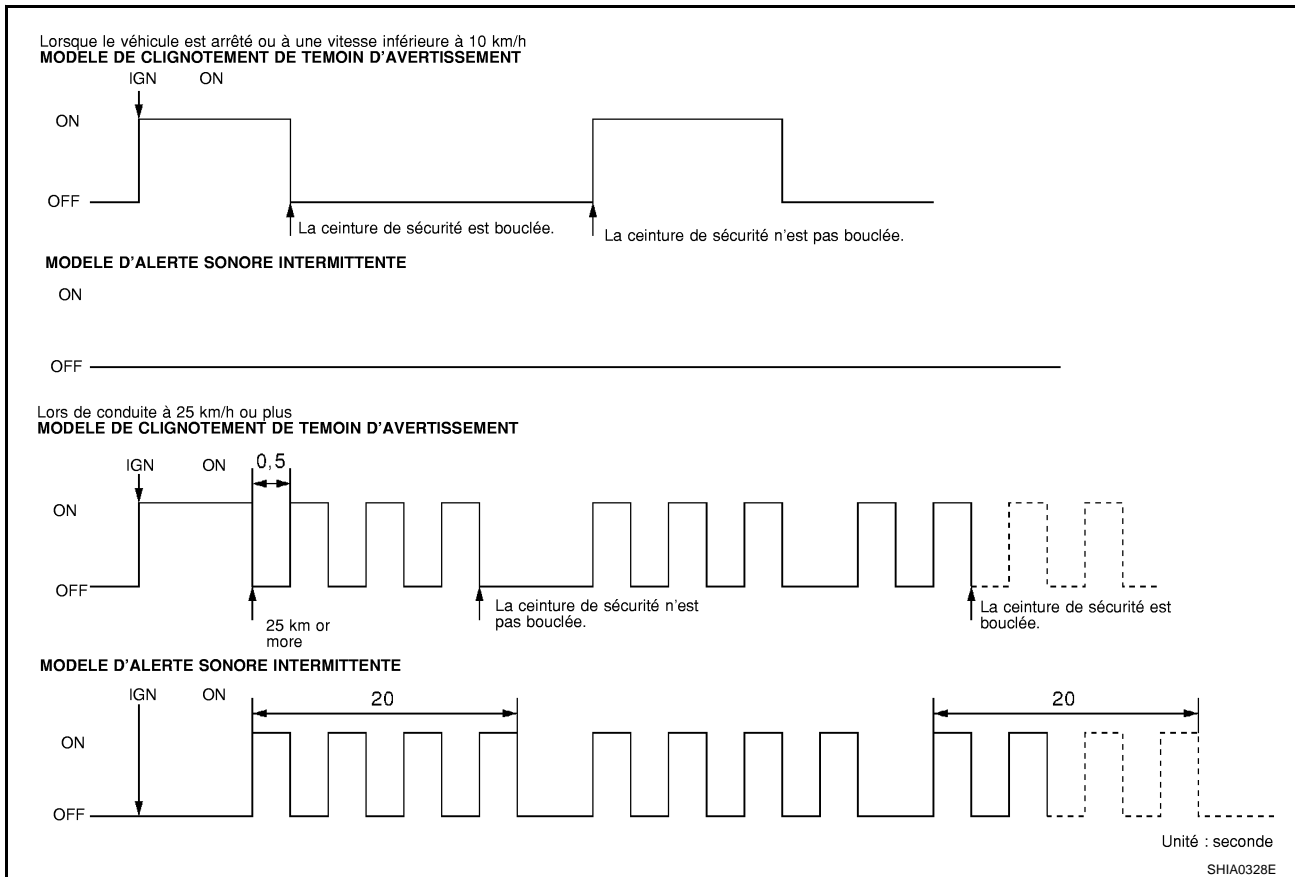 Lorsque le véhicule est arrêté ou à une vitesse inférieure à 10 km/h
MODELE DE CLIGNOTEMENT DE TEMOIN D'AVERTISSEMENT
IGN ON
ON
OFF
La ceinture de sécurité est bouclée.
La ceinture de sécurité n'est pas bouclée.
MODELE D'ALERTE SONORE INTERMITTENTE
ON
OFF
Lors de conduite à 25 km/h ou plus
MODELE DE CLIGNOTEMENT DE TEMOIN D'AVERTISSEMENT
IGN ON 0,5
ON
OFF
25 km or
more
La ceinture de sécurité n'est
pas bouclée.
La ceinture de sécurité est
bouclée.
MODELE D'ALERTE SONORE INTERMITTENTE
IGN ON 20 20
ON
OFF
Unité : seconde
SHIA0328E